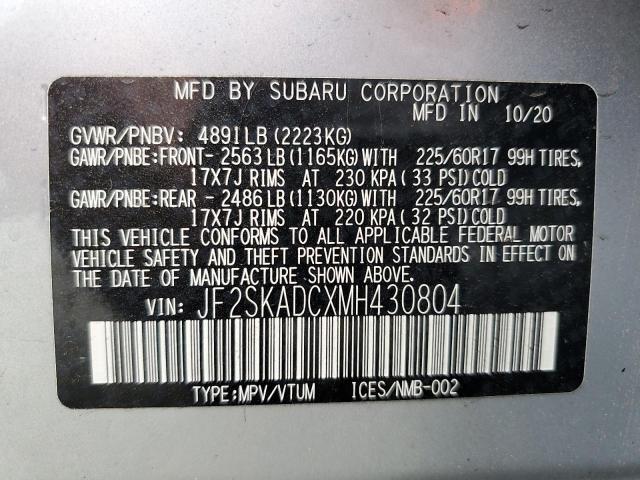 MFD BY SUBARU CORPORATION
MFD IN 10/20
GVWR/PNBV: 4891LB(2223KG)
GAWR/PNBE:FRONT- 2563LB(1165KG)WITH 225/60R17 99H TIRES,
17X7J RIMS AT 230 KPA(33 PSI)COLD
GAWR/PNBE:REAR - 2486LB(1130KG)WITH 225/60R17 99H TIRES,
17X7J RIMS AT 220 KPA(32 PSI)COLD
THIS VEHICLE CONFORMS TO ALL APPLICABLE FEDERAL MOTOR
VEHICLE SAFETY AND THEFT PREVENTION STANDARDS IN EFFECT ON
THE DATE OF MANUFACTURE SHOWN ABOVE.
VIN: JF2SKADCXMH430804
TYPE:MPV/VTUM ICES/NMB-002